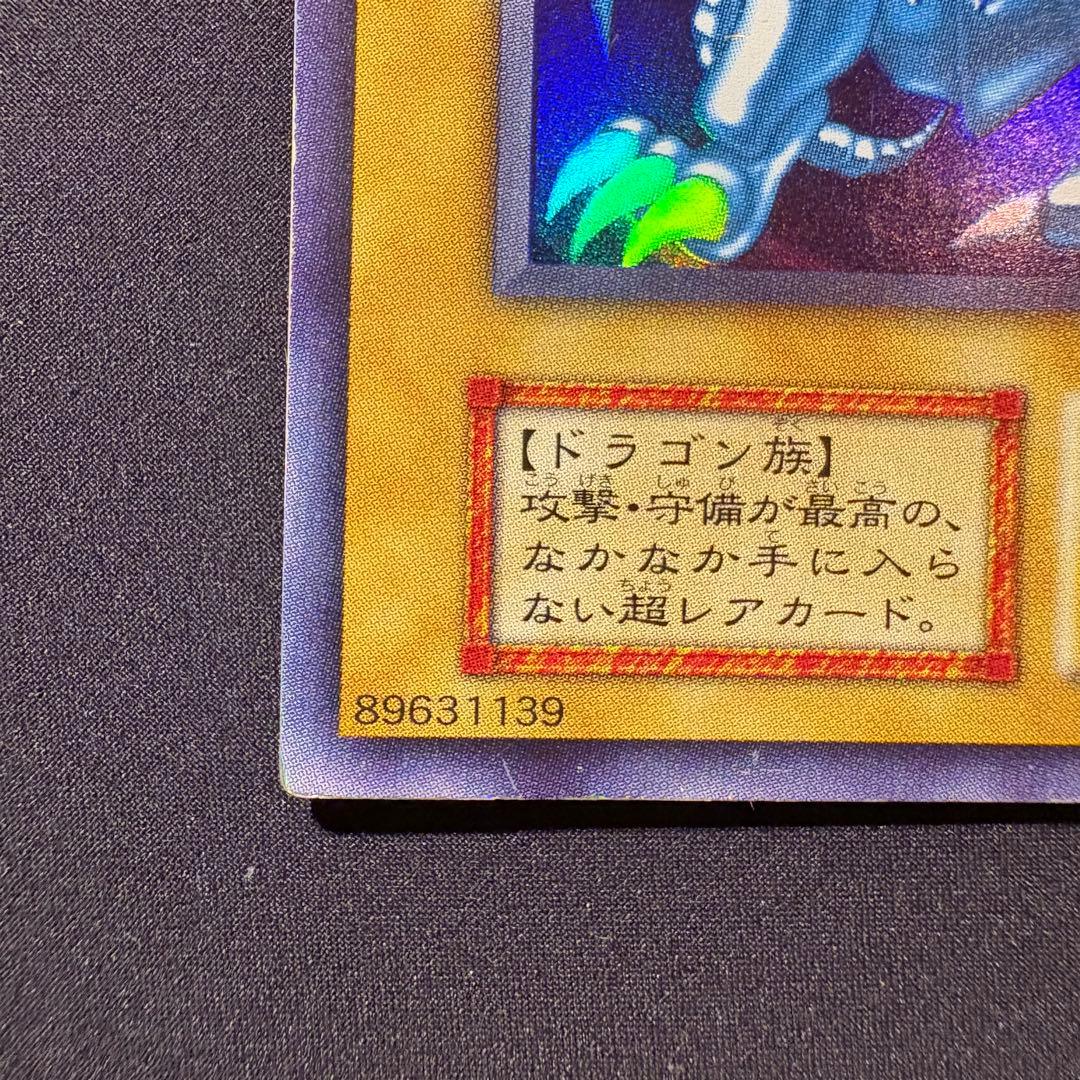 【ドラゴン族】
攻撃・守備が最高の、
なかなか手に入ら
ない超レアカード。
89631139